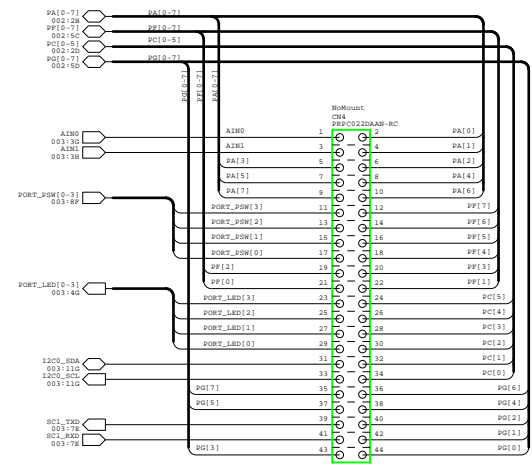 PA[0-7]
002:2B
PF[0-7]
002:5C
PC[0-5]
002:2D
PG[0-7]
002:5D
PA[0-7]
PF[0-7]
PC[0-5]
PG[0-7]
PG[0-7]
PF[0-7]
PA[0-7]
NoMount
CN4
PRPC022DAAN-RC
AIN0
003:3G
AIN0 1 2 PA[0]
AIN1
003:3H
AIN1 3 4 PA[1]
PA[3] 5 6 PA[2]
PA[5] 7 8 PA[4]
PA[7] 9 10 PA[6]
PORT_PSW[0-3]
003:8F
PORT_PSW[3] 11 12 PF[7]
PORT_PSW[2] 13 14 PF[6]
PORT_PSW[1] 15 16 PF[5]
PORT_PSW[0] 17 18 PF[4]
PF[2] 19 20 PF[3]
PF[0] 21 22 PF[1]
PORT_LED[0-3]
003:4G
PORT_LED[3] 23 24 PC[5]
PORT_LED[2] 25 26 PC[4]
PORT_LED[1] 27 28 PC[3]
PORT_LED[0] 29 30 PC[2]
I2C0_SDA
003:11G
31 32 PC[1]
I2C0_SCL
003:11G
33 34 PC[0]
PG[7] 35 36 PG[6]
PG[5] 37 38 PG[4]
SC1_TXD
003:7E
39 40 PG[2]
SC1_RXD
003:7E
41 42 PG[1]
PG[3] 43 44 PG[0]